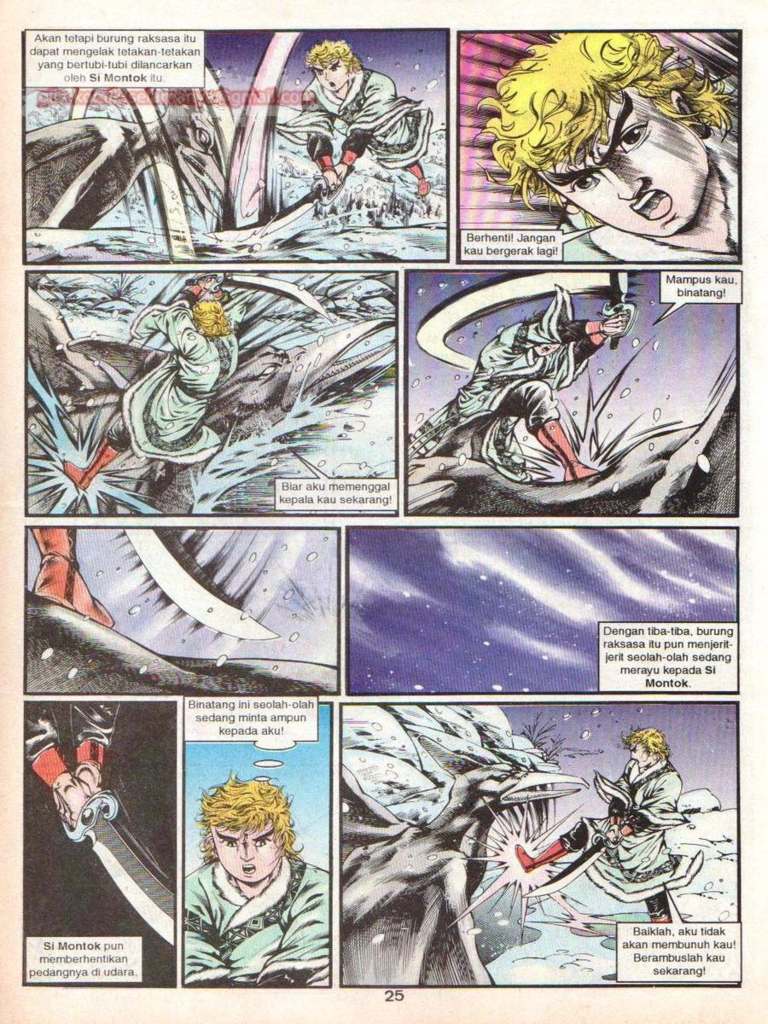 Akan tetapi burung raksasa itu
dapat mengelak tetakan-tetakan
yang bertubi-tubi dilancarkan
oleh Si Montok itu.
Berhenti! Jangan
kau bergerak lagi!
Biar aku memenggal
kepala kau sekarang!
Mampus kau,
binatang!
Dengan tiba-tiba, burung
raksasa itu pun menjerit-
jerit seolah-olah sedang
merayu kepada Si
Montok.
Si Montok pun
memberhentikan
pedangnya di udara.
Binatang ini seolah-olah
sedang minta ampun
kepada aku!
Baiklah, aku tidak
akan membunuh kau!
Berambuslah kau
sekarang!
25